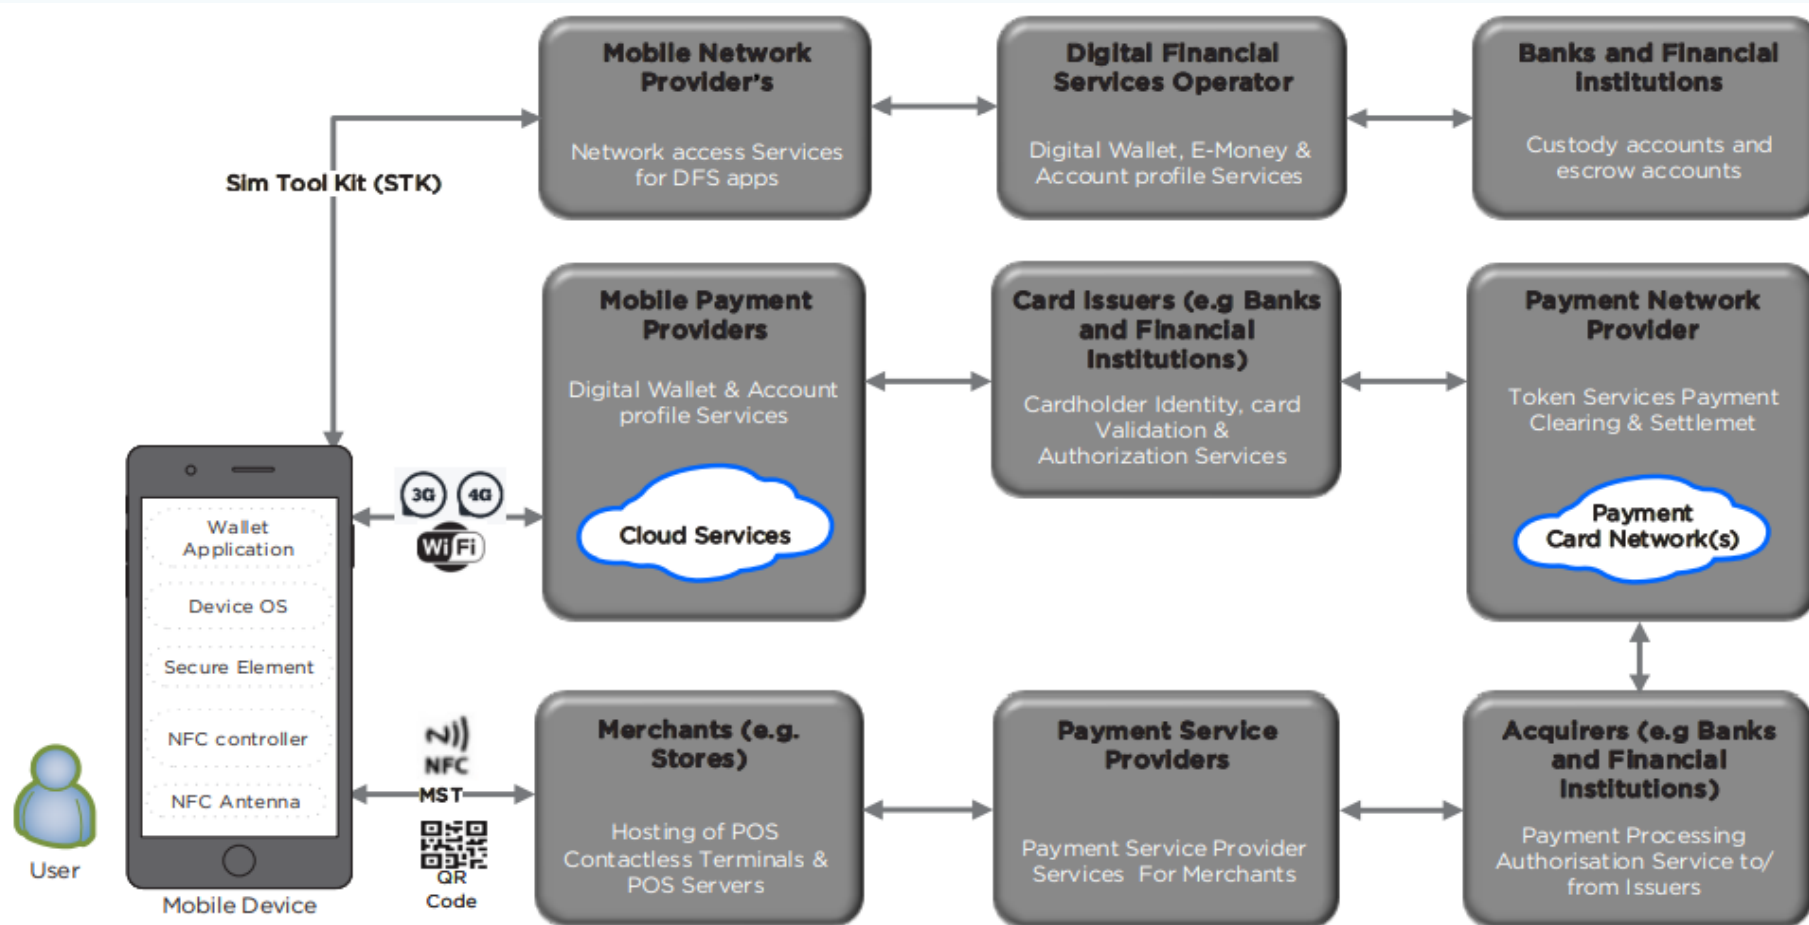 Mobile Network
Provider's
Network access Services
for DFS apps
Digital Financial
Services Operator
Digital Wallet, E-Money &
Account profile Services
Banks and Financial
Institutions
Custody accounts and
escrow accounts
Sim Tool Kit (STK)
Mobile Payment
Providers
Digital Wallet & Account
profile Services
Cloud Services
Card Issuers (e.g Banks
and Financial
Institutions)
Cardholder Identity, card
Validation &
Authorization Services
Payment Network
Provider
Token Services Payment
Clearing & Settlemet
Payment
Card Network(s)
3G 4G
WiFi
Wallet
Application
Device OS
Secure Element
NFC controller
NFC Antenna
User
Mobile Device
NFC
MST
QR
Code
Merchants (e.g.
Stores)
Hosting of POS
Contactless Terminals &
POS Servers
Payment Service
Providers
Payment Service Provider
Services For Merchants
Acquirers (e.g Banks
and Financial
Institutions)
Payment Processing
Authorisation Service to/
from Issuers